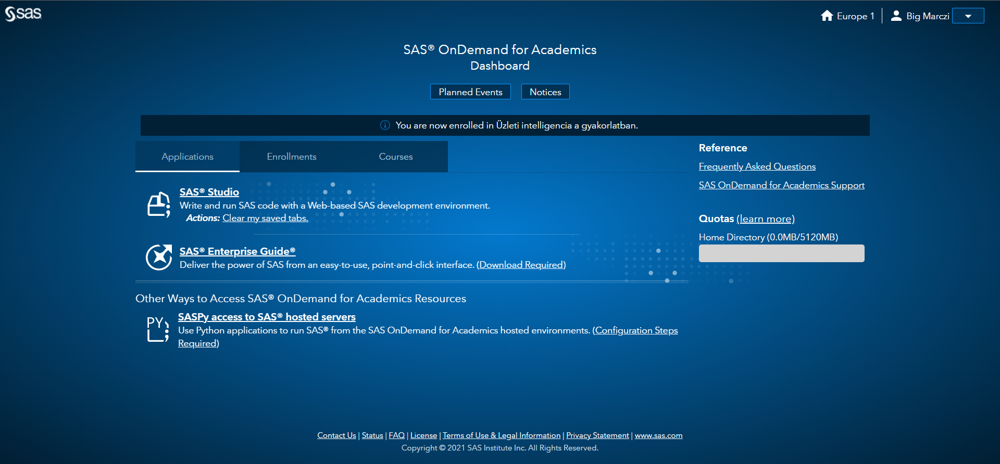 sas
Europe 1
Big Marczi
SAS® OnDemand for Academics
Dashboard
Planned Events
Notices
You are now enrolled in Üzleti intelligencia a gyakorlatban.
Applications
Enrollments
Courses
SAS® Studio
Write and run SAS code with a Web-based SAS development environment.
Actions: Clear my saved tabs.
SAS® Enterprise Guide®
Deliver the power of SAS from an easy-to-use, point-and-click interface. (Download Required)
Other Ways to Access SAS® OnDemand for Academics Resources
PY
SASPy access to SAS® hosted servers
Use Python applications to run SAS® from the SAS OnDemand for Academics hosted environments. (Configuration Steps
Required)
Reference
Frequently Asked Questions
SAS OnDemand for Academics Support
Quotas (learn more)
Home Directory (0.0MB/5120MB)
Contact Us | Status | FAQ | License | Terms of Use & Legal Information | Privacy Statement | www.sas.com
Copyright © 2021 SAS Institute Inc. All Rights Reserved.